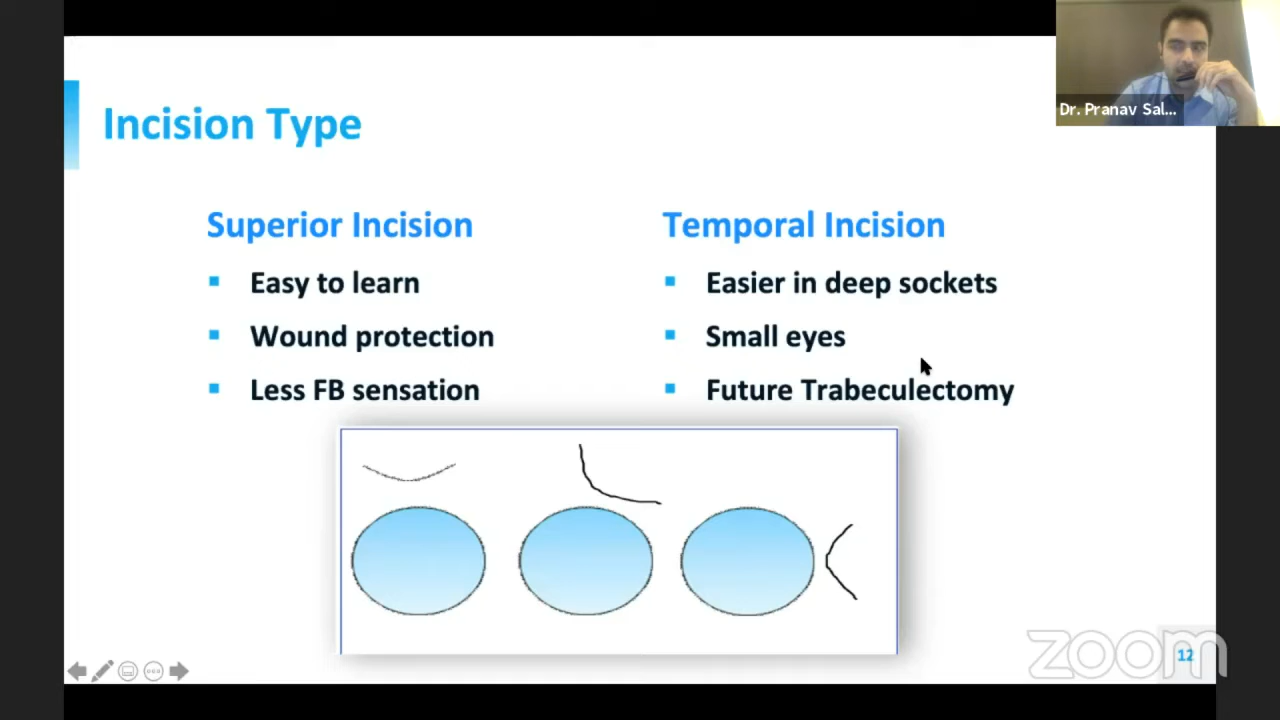 Dr. Pranav Sal...
Incision Type
Superior Incision
▪ Easy to learn
▪ Wound protection
▪ Less FB sensation
Temporal Incision
▪ Easier in deep sockets
▪ Small eyes
▪ Future Trabeculectomy
zoom
12